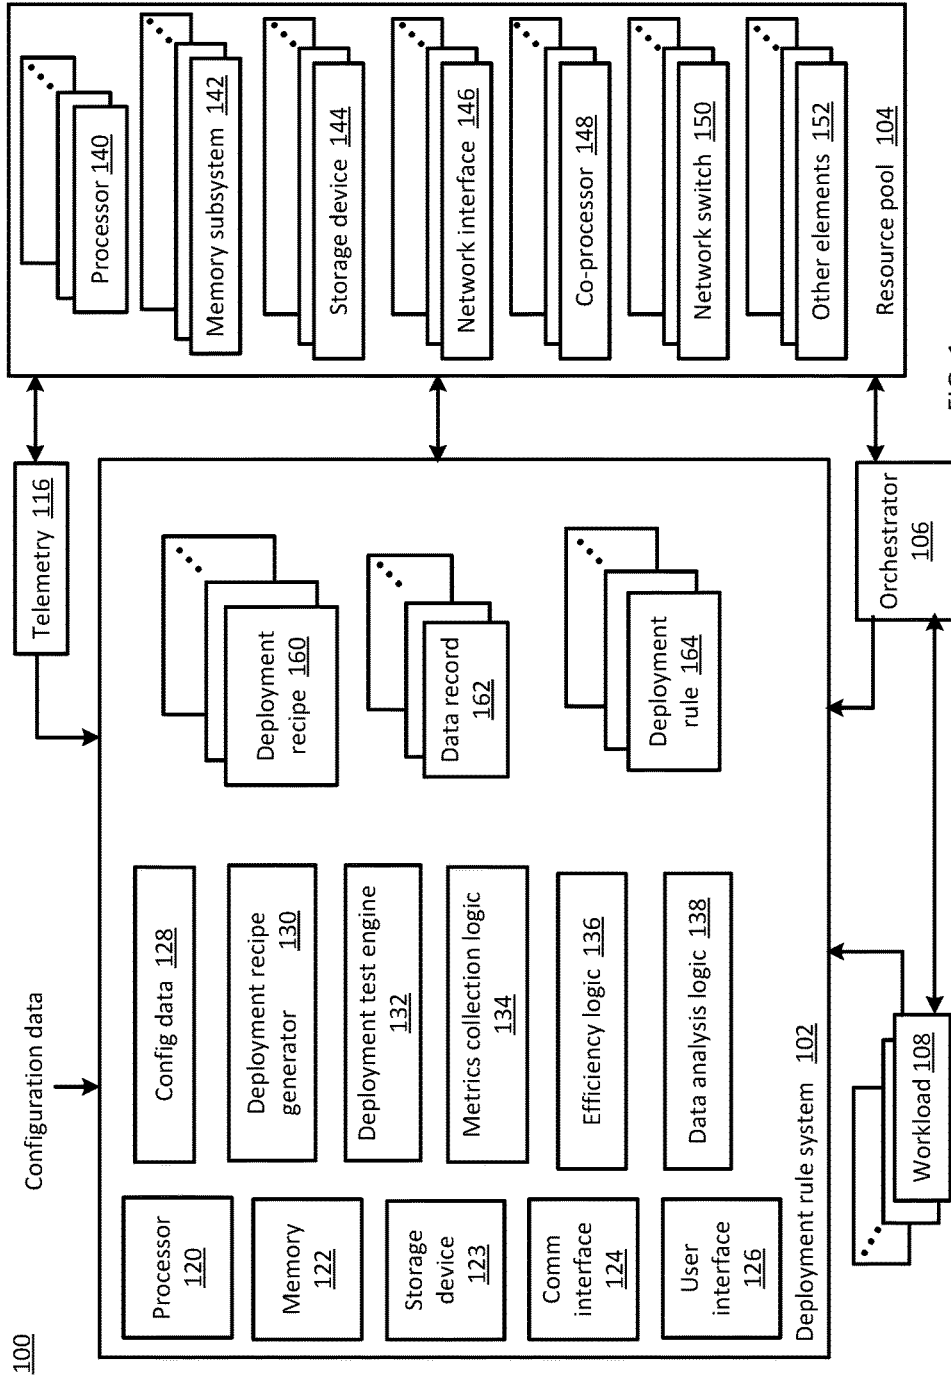 100
Configuration data
Telemetry 116
Processor
120
Memory
122
Storage
device
123
Comm
interface
124
User
interface
126
Config data 128
Deployment recipe
generator 130
Deployment test engine
132
Metrics collection logic
134
Efficiency logic 136
Data analysis logic 138
Deployment
recipe 160
Data record
162
Deployment
rule 164
Deployment rule system 102
Processor 140
Memory subsystem 142
Storage device 144
Network interface 146
Co-processor 148
Network switch 150
Other elements 152
Resource pool 104
Workload 108
Orchestrator
106